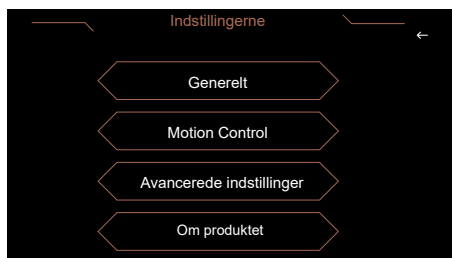 Indstillingerne
Generelt
Motion Control
Avancerede indstillinger
Om produktet